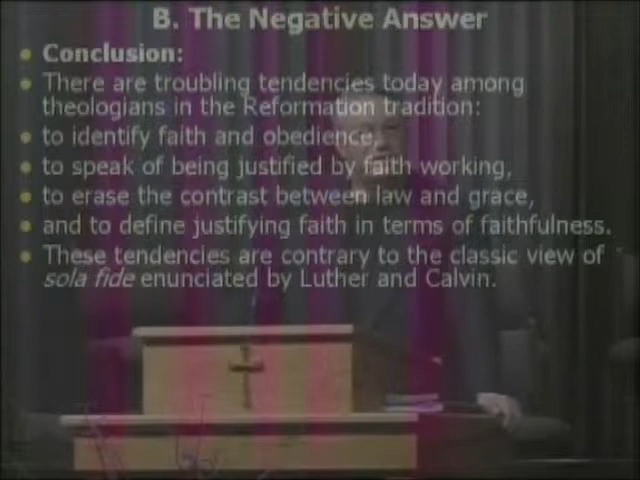 B. The Negative Answer
Conclusion:
There are troubling tendencies today among
theologians in the Reformation tradition:
to identify faith and obedience,
to speak of being justified by faith working,
to erase the contrast between law and grace,
and to define justifying faith in terms of faithfulness.
These tendencies are contrary to the classic view of
sola fide enunciated by Luther and Calvin.